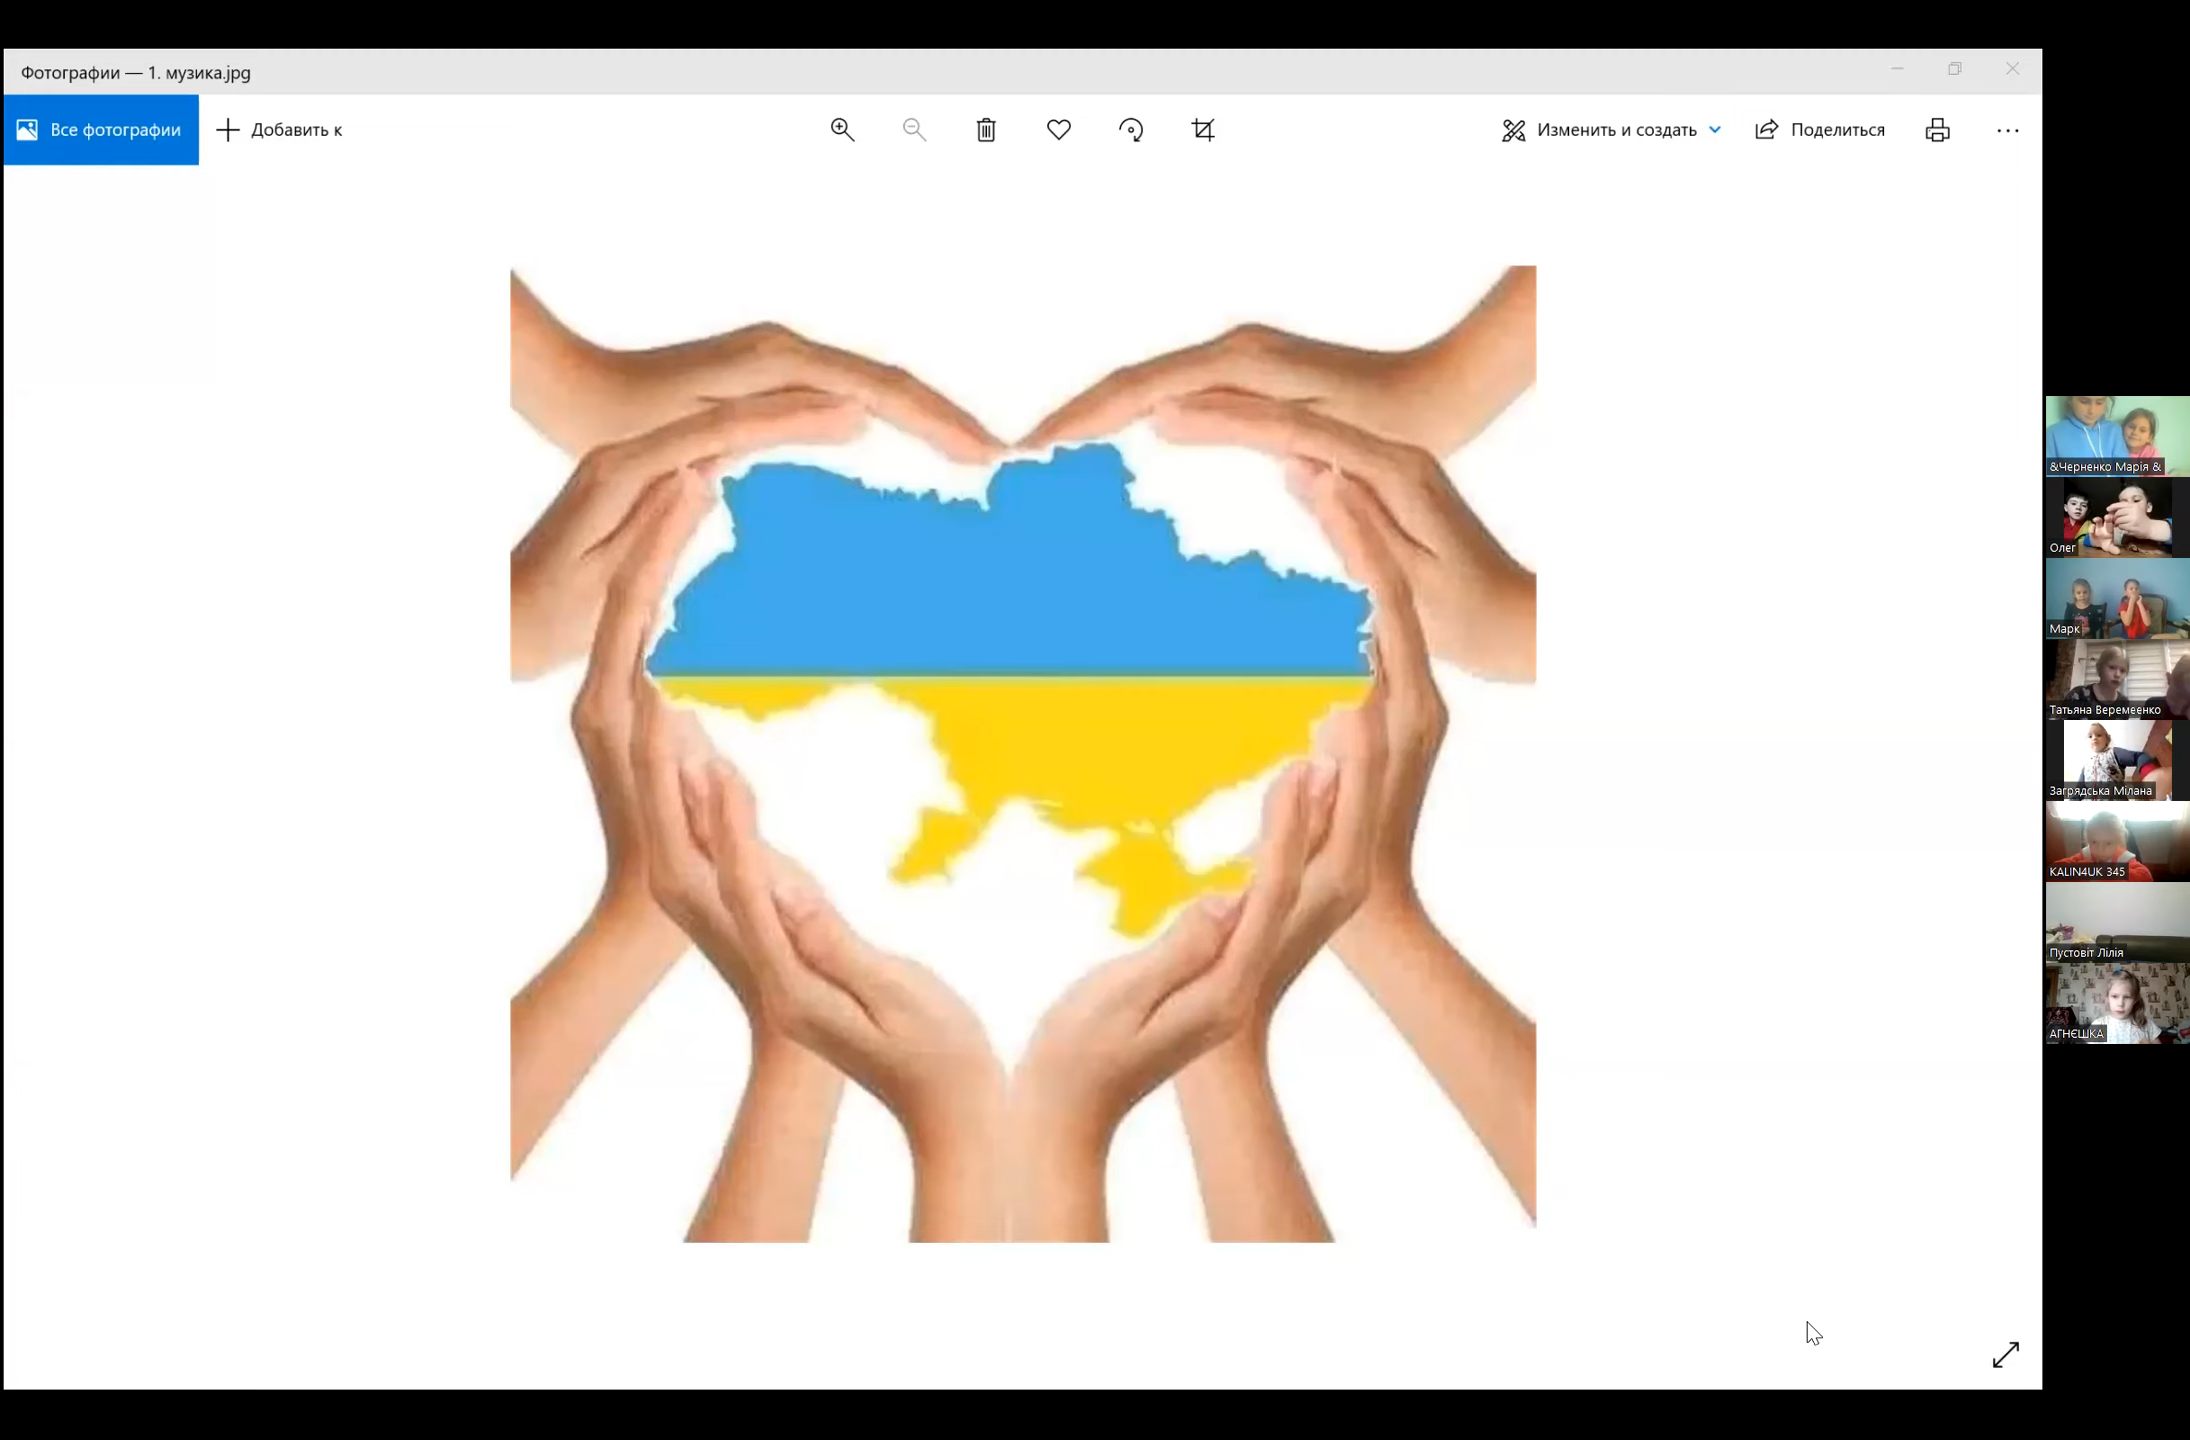 Фотографии — 1. музика.jpg
Все фотографии
Добавить к
Изменить и создать
Поделиться
&Черненко Марія &
Олег
Марк
Татьяна Веремеенко
Загрядська Мілана
KALIN4UK 345
Пустовіт Лілія
АГНЄШКА